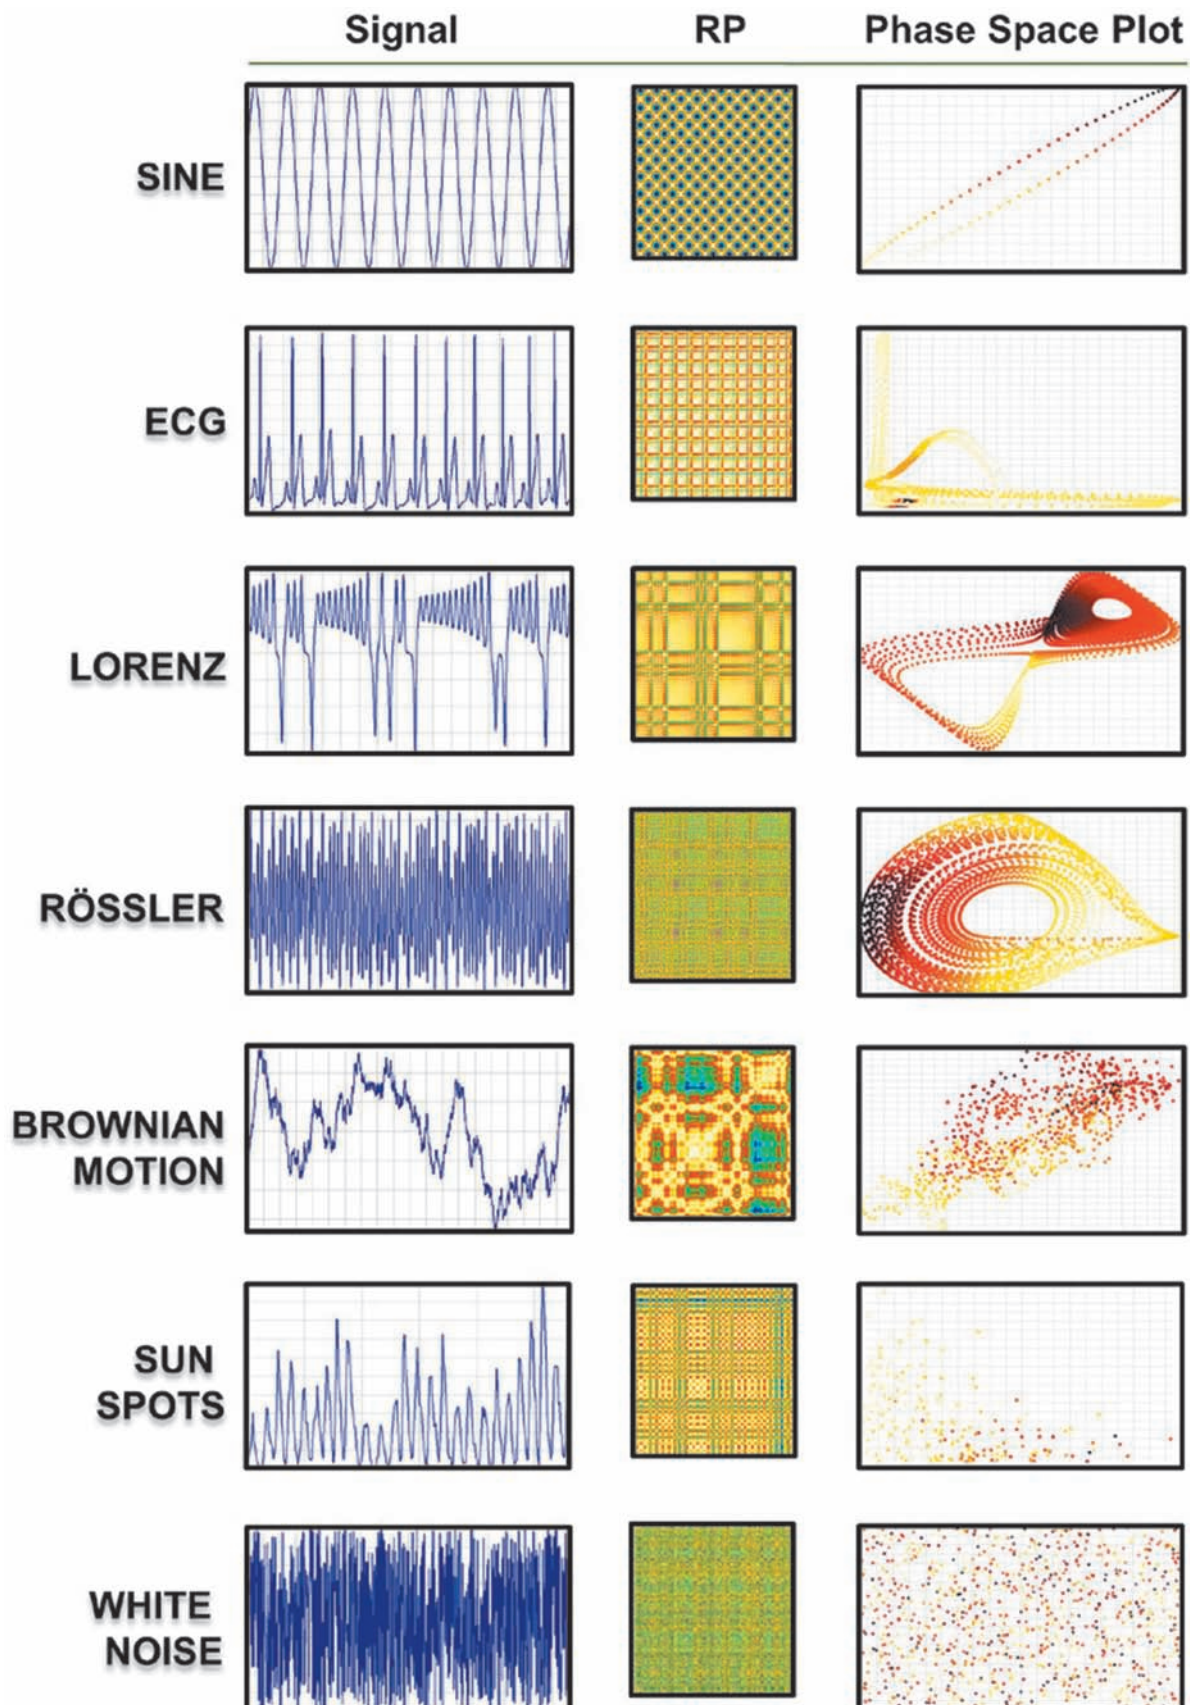 Signal RP Phase Space Plot
SINE
ECG
LORENZ
RÖSSLER
BROWNIAN
MOTION
SUN
SPOTS
WHITE
NOISE